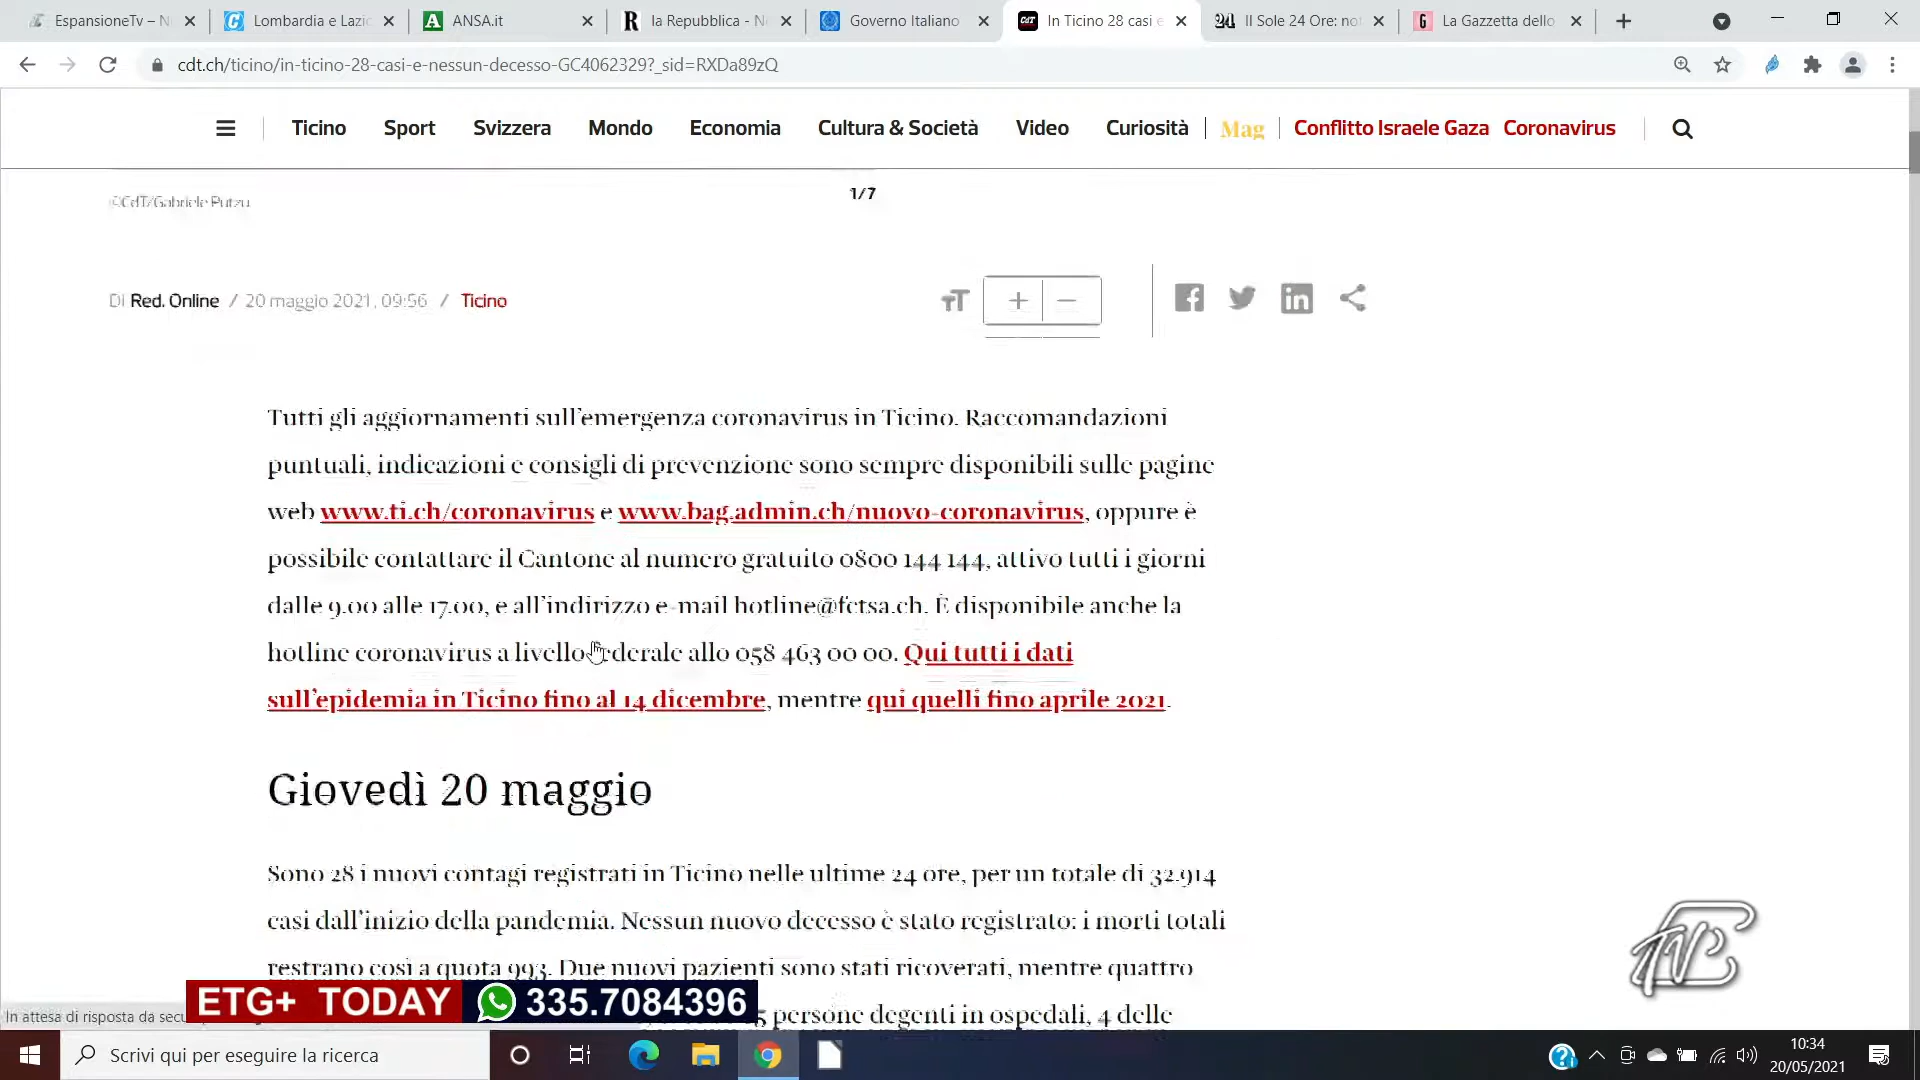 EspansioneTv – N
Lombardia e Lazio
ANSA.it
la Repubblica - N
Governo Italiano
In Ticino 28 casi e
Il Sole 24 Ore: no
La Gazzetta dello
cdt.ch/ticino/in-ticino-28-casi-e-nessun-decesso-GC4062329?_sid=RXDa89zQ
Ticino Sport Svizzera Mondo Economia Cultura & Società Video Curiosità Mag Conflitto Israele Gaza Coronavirus
1/7
©CdT/Gabriele Putzu
Di Red. Online / 20 maggio 2021, 09:56 / Ticino
Tutti gli aggiornamenti sull'emergenza coronavirus in Ticino. Raccomandazioni
puntuali, indicazioni e consigli di prevenzione sono sempre disponibili sulle pagine
web www.ti.ch/coronavirus e www.bag.admin.ch/nuovo-coronavirus, oppure è
possibile contattare il Cantone al numero gratuito 0800 144 144, attivo tutti i giorni
dalle 9.00 alle 17.00, e all'indirizzo e-mail hotline@fctsa.ch. È disponibile anche la
hotline coronavirus a livello federale allo 058 463 00 00. Qui tutti i dati
sull'epidemia in Ticino fino al 14 dicembre, mentre qui quelli fino aprile 2021.
Giovedì 20 maggio
Sono 28 i nuovi contagi registrati in Ticino nelle ultime 24 ore, per un totale di 32.914
casi dall'inizio della pandemia. Nessun nuovo decesso è stato registrato: i morti totali
restrano così a quota 993. Due nuovi pazienti sono stati ricoverati, mentre quattro
persone degenti in ospedali, 4 delle
ETG+ TODAY 335.7084396
In attesa di risposta da
Scrivi qui per eseguire la ricerca
10:34
20/05/2021